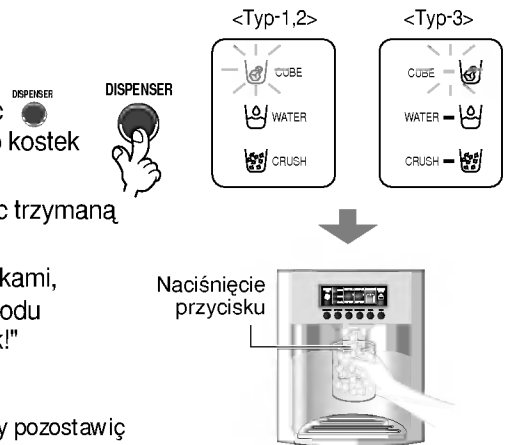 <Typ-1,2>
<Typ-3>
DISPENSER
DISPENSER
kostek
CUBE
WATER
CRUSH
CUBE
WATER
CRUSH
c trzymaną
kami,
odu
k!"
Naciśnięcie
przycisku
y pozostawić